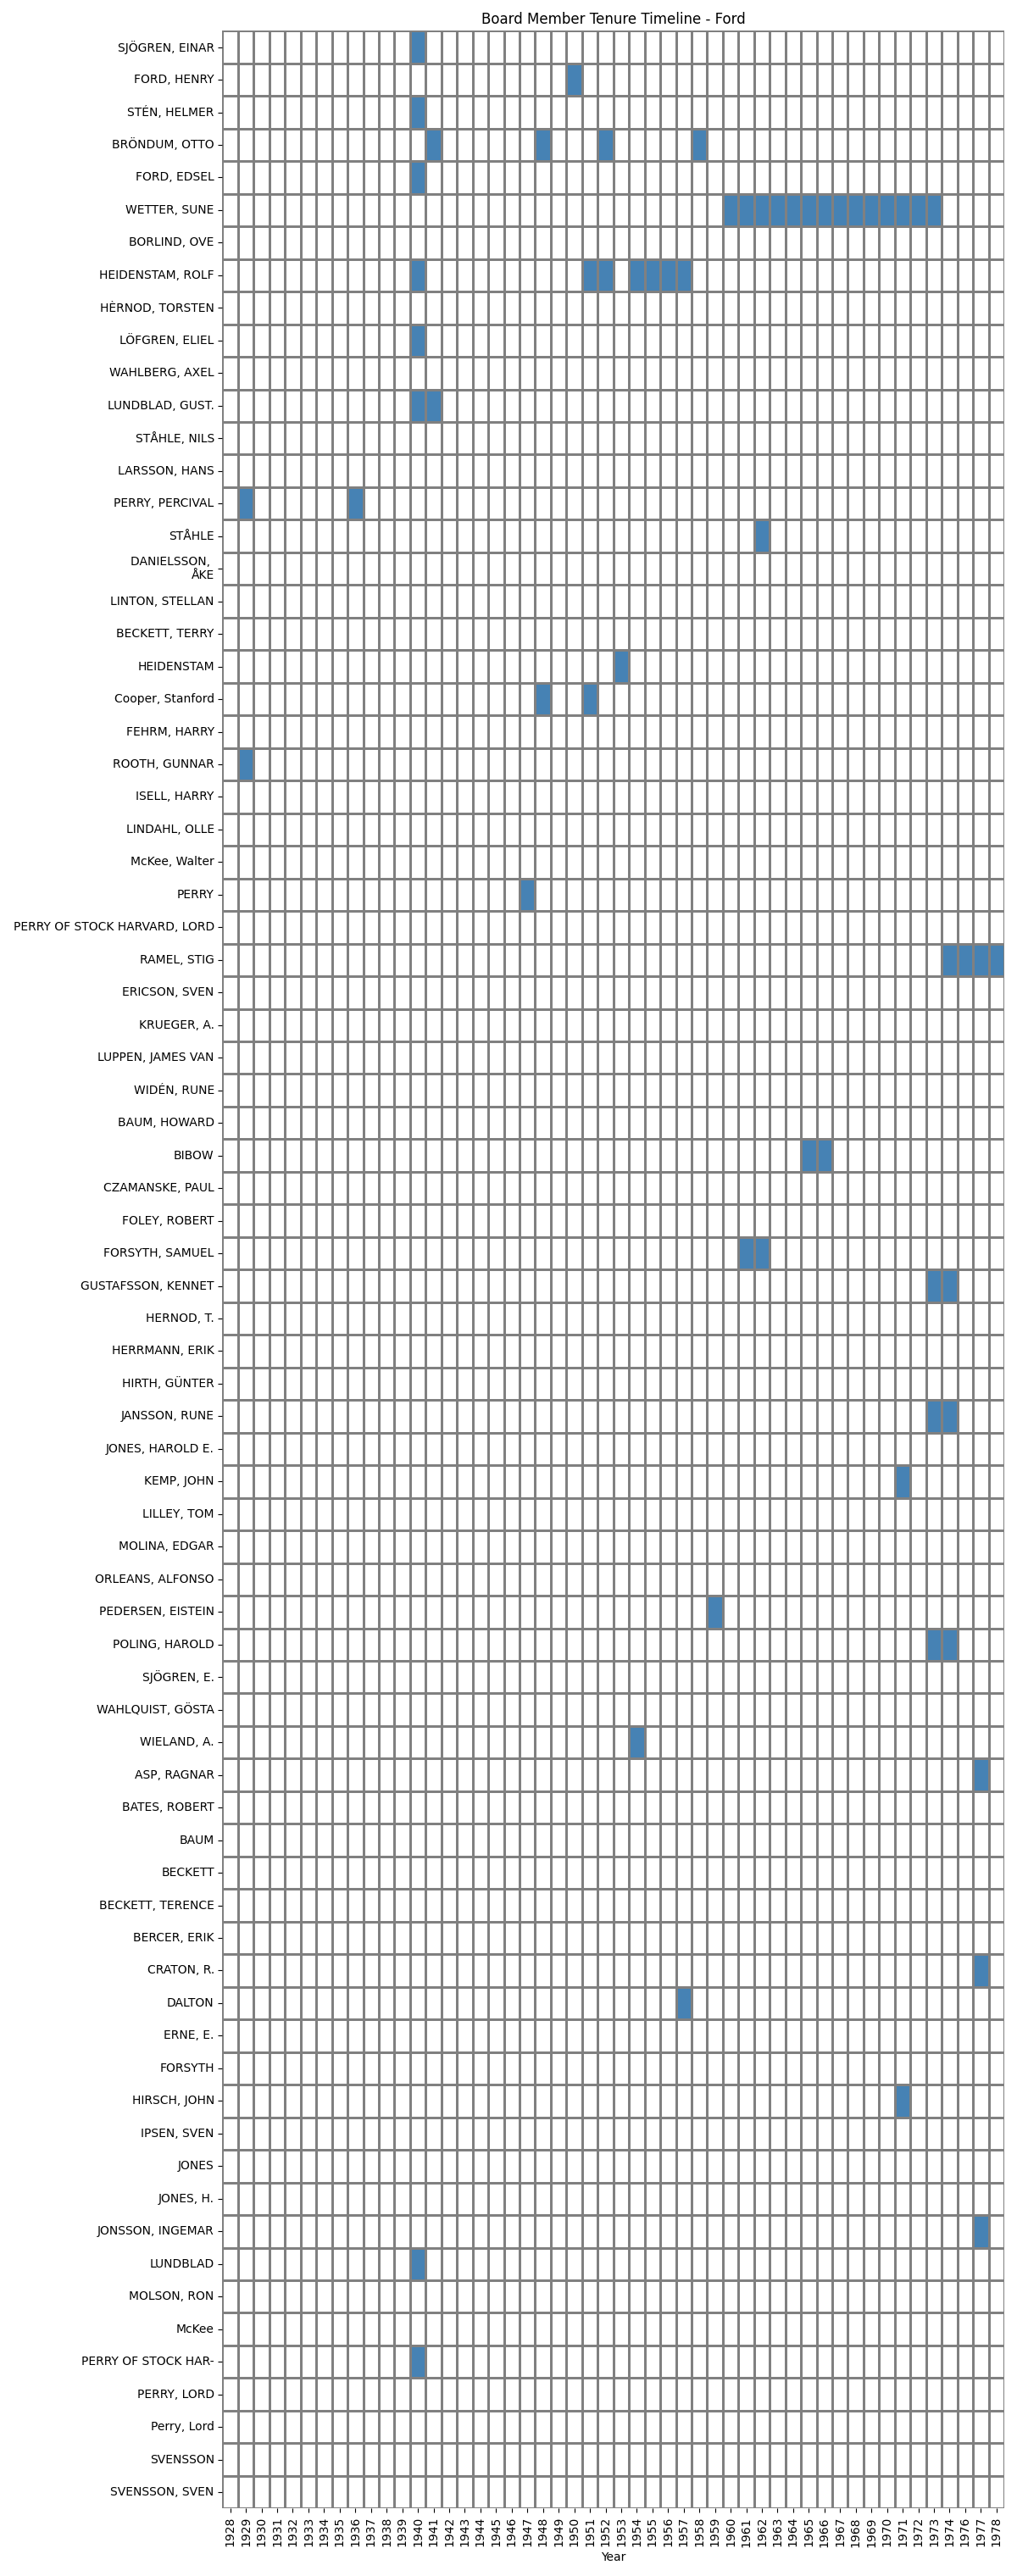 Board Member Tenure Timeline - Ford
SJÖGREN, EINAR
FORD, HENRY
STÉN, HELMER
BRÖNDUM, OTTO
FORD, EDSEL
WETTER, SUNE
BORLIND, OVE
HEIDENSTAM, ROLF
HÈRNOD, TORSTEN
LÖFGREN, ELIEL
WAHLBERG, AXEL
LUNDBLAD, GUST.
STÅHLE, NILS
LARSSON, HANS
PERRY, PERCIVAL
STÅHLE
DANIELSSON,
ÅKE
LINTON, STELLAN
BECKETT, TERRY
HEIDENSTAM
Cooper, Stanford
FEHRM, HARRY
ROOTH, GUNNAR
ISELL, HARRY
LINDAHL, OLLE
McKee, Walter
PERRY
PERRY OF STOCK HARVARD, LORD
RAMEL, STIG
ERICSON, SVEN
KRUEGER, A.
LUPPEN, JAMES VAN
WIDÉN, RUNE
BAUM, HOWARD
BIBOW
CZAMANSKE, PAUL
FOLEY, ROBERT
FORSYTH, SAMUEL
GUSTAFSSON, KENNET
HERNOD, T.
HERRMANN, ERIK
HIRTH, GÜNTER
JANSSON, RUNE
JONES, HAROLD E.
KEMP, JOHN
LILLEY, TOM
MOLINA, EDGAR
ORLEANS, ALFONSO
PEDERSEN, EISTEIN
POLING, HAROLD
SJÖGREN, E.
WAHLQUIST, GÖSTA
WIELAND, A.
ASP, RAGNAR
BATES, ROBERT
BAUM
BECKETT
BECKETT, TERENCE
BERCER, ERIK
CRATON, R.
DALTON
ERNE, E.
FORSYTH
HIRSCH, JOHN
IPSEN, SVEN
JONES
JONES, H.
JONSSON, INGEMAR
LUNDBLAD
MOLSON, RON
McKee
PERRY OF STOCK HAR-
PERRY, LORD
Perry, Lord
SVENSSON
SVENSSON, SVEN
1928 1929 1930 1931 1932 1933 1934 1935 1936 1937 1938 1939 1940 1941 1942 1943 1944 1945 1946 1947 1948 1949 1950 1951 1952 1953 1954 1955 1956 1957 1958 1959 1960 1961 1962 1963 1964 1965 1966 1967 1968 1969 1970 1971 1972 1973 1974 1976 1977 1978
Year